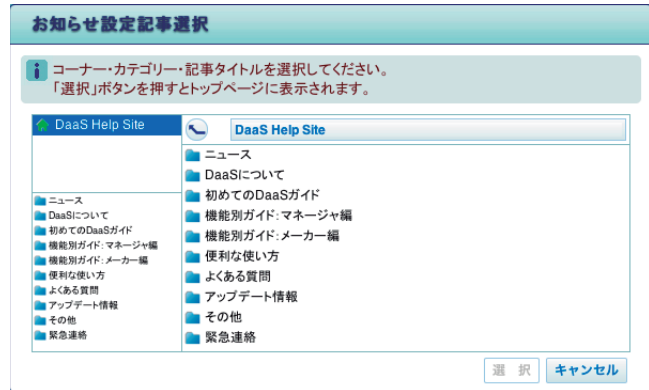 お知らせ設定記事選択
コーナー・カテゴリー・記事タイトルを選択してください。
「選択」ボタンを押すとトップページに表示されます。
DaaS Help Site
ニュース
DaaSについて
初めてのDaaSガイド
機能別ガイド:マネージャ編
機能別ガイド:メーカー編
便利な使い方
よくある質問
アップデート情報
その他
緊急連絡
DaaS Help Site
ニュース
DaaSについて
初めてのDaaSガイド
機能別ガイド:マネージャ編
機能別ガイド:メーカー編
便利な使い方
よくある質問
アップデート情報
その他
緊急連絡
選 択
キャンセル